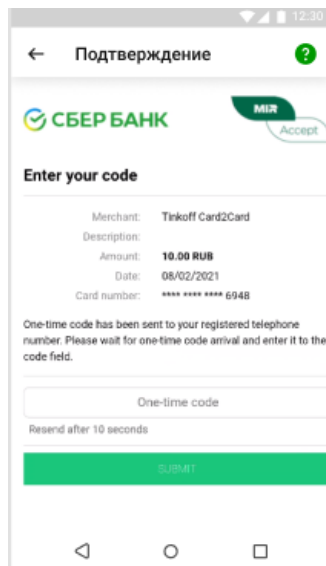 12:30
Подтверждение ?
СБЕР БАНК
MIR
Accept
Enter your code
Merchant: Tinkoff Card2Card
Description:
Amount: 10.00 RUB
Date: 08/02/2021
Card number: **** **** **** 6948
One-time code has been sent to your registered telephone
number. Please wait for one-time code arrival and enter it to the
code field.
One-time code
Resend after 10 seconds
SUBMIT